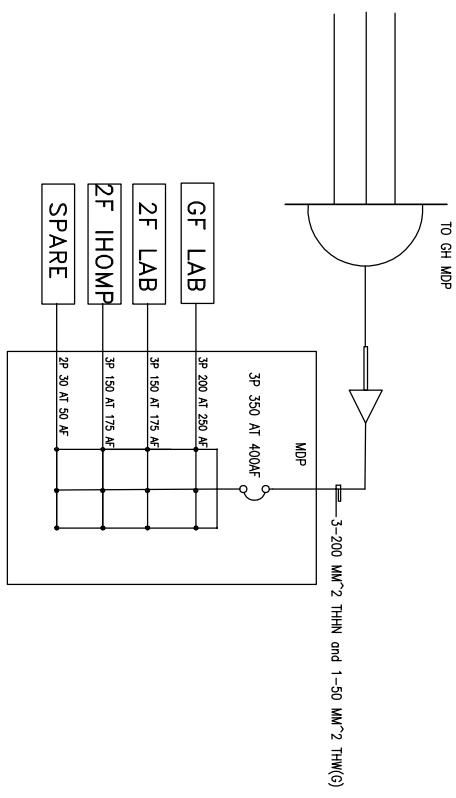 TO GH MDP
3-200 MM^2 THHN and 1-50 MM^2 THW(G)
MDP
3P 350 AT 400AF
GF LAB
3P 200 AT 250 AF
2F LAB
3P 150 AT 175 AF
2F IHOMP
3P 150 AT 175 AF
SPARE
2P 30 AT 50 AF